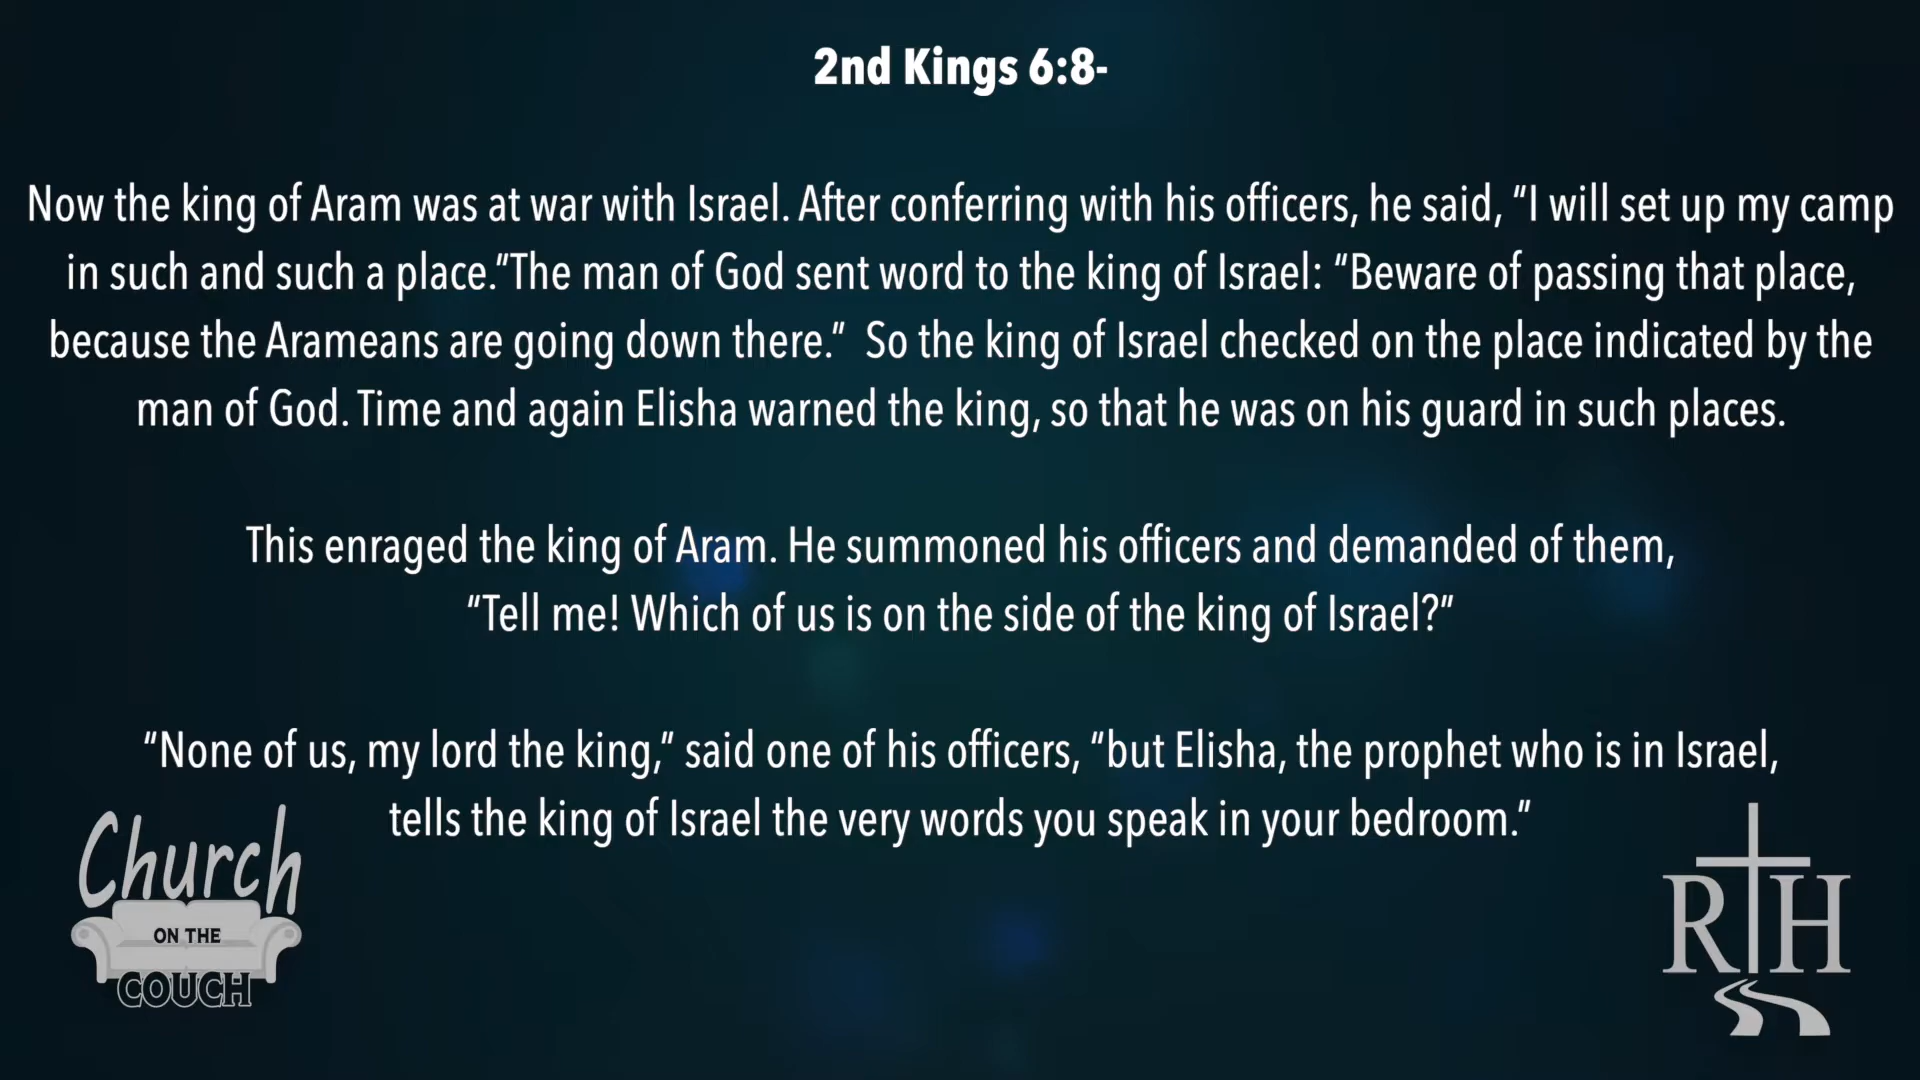 2nd Kings 6:8-
Now the king of Aram was at war with Israel. After conferring with his officers, he said, “I will set up my camp
in such and such a place.”The man of God sent word to the king of Israel: “Beware of passing that place,
because the Arameans are going down there.”  So the king of Israel checked on the place indicated by the
man of God. Time and again Elisha warned the king, so that he was on his guard in such places.
This enraged the king of Aram. He summoned his officers and demanded of them,
“Tell me! Which of us is on the side of the king of Israel?”
“None of us, my lord the king,” said one of his officers, “but Elisha, the prophet who is in Israel,
tells the king of Israel the very words you speak in your bedroom.”
Church
ON THE
COUCH
RTH